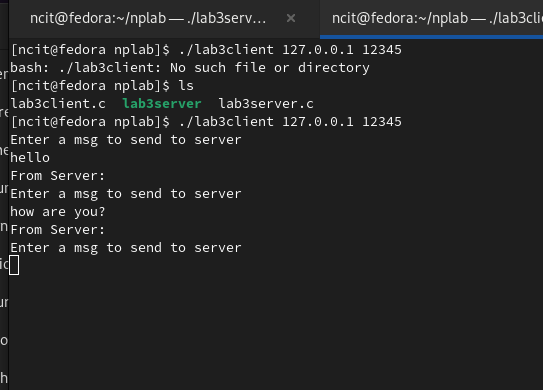 ncit@fedora:~/nplab — ./lab3serv... × ncit@fedora:~/nplab — ./lab3cli
[ncit@fedora nplab]$ ./lab3client 127.0.0.1 12345
bash: ./lab3client: No such file or directory
[ncit@fedora nplab]$ ls
lab3client.c  lab3server  lab3server.c
[ncit@fedora nplab]$ ./lab3client 127.0.0.1 12345
Enter a msg to send to server
hello
From Server:
Enter a msg to send to server
how are you?
From Server:
Enter a msg to send to server